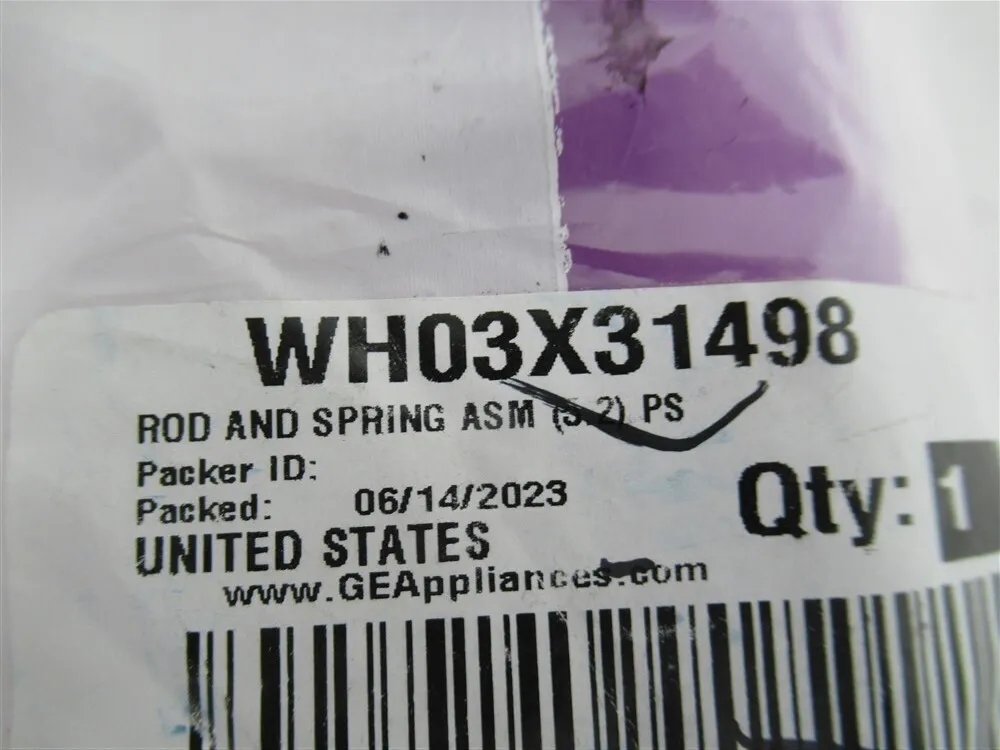 WH03X31498
ROD AND SPRING ASM (5.2) PS
Packer ID:
Packed: 06/14/2023
Qty: 1
UNITED STATES
www.GEAppliances.com